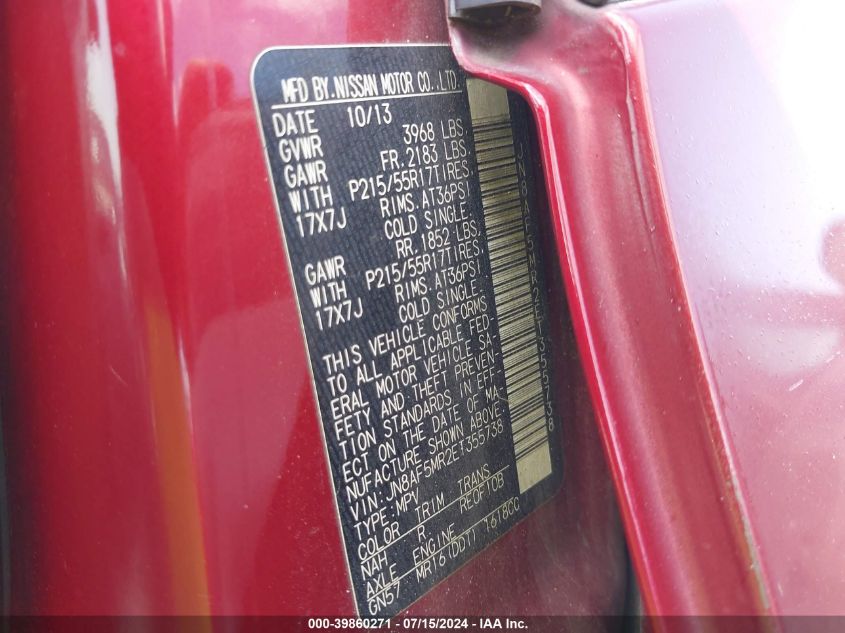 MFD BY.NISSAN MOTOR CO.,LTD.
DATE 10/13
GVWR 3968 LBS.
GAWR FR.2183 LBS.
WITH P215/55R17TIRES.
17X7J RIMS.AT36PSI
COLD SINGLE.
GAWR RR.1852 LBS.
WITH P215/55R17TIRES.
17X7J RIMS.AT36PSI
COLD SINGLE.
THIS VEHICLE CONFORMS
TO ALL APPLICABLE FED-
ERAL MOTOR VEHICLE SA-
FETY AND THEFT PREVEN-
TION STANDARDS IN EFF-
ECT ON THE DATE OF MA-
NUFACTURE SHOWN ABOVE.
VIN:JN8AF5MR2ET355738
TYPE:MPV
COLOR TRIM TRANS
NAH R REOF10B
AXLE ENGINE
GN57 MR16(DDT) 16T8CC
JN8AF5MR2ET355738
000-39860271 - 07/15/2024 - IAA Inc.